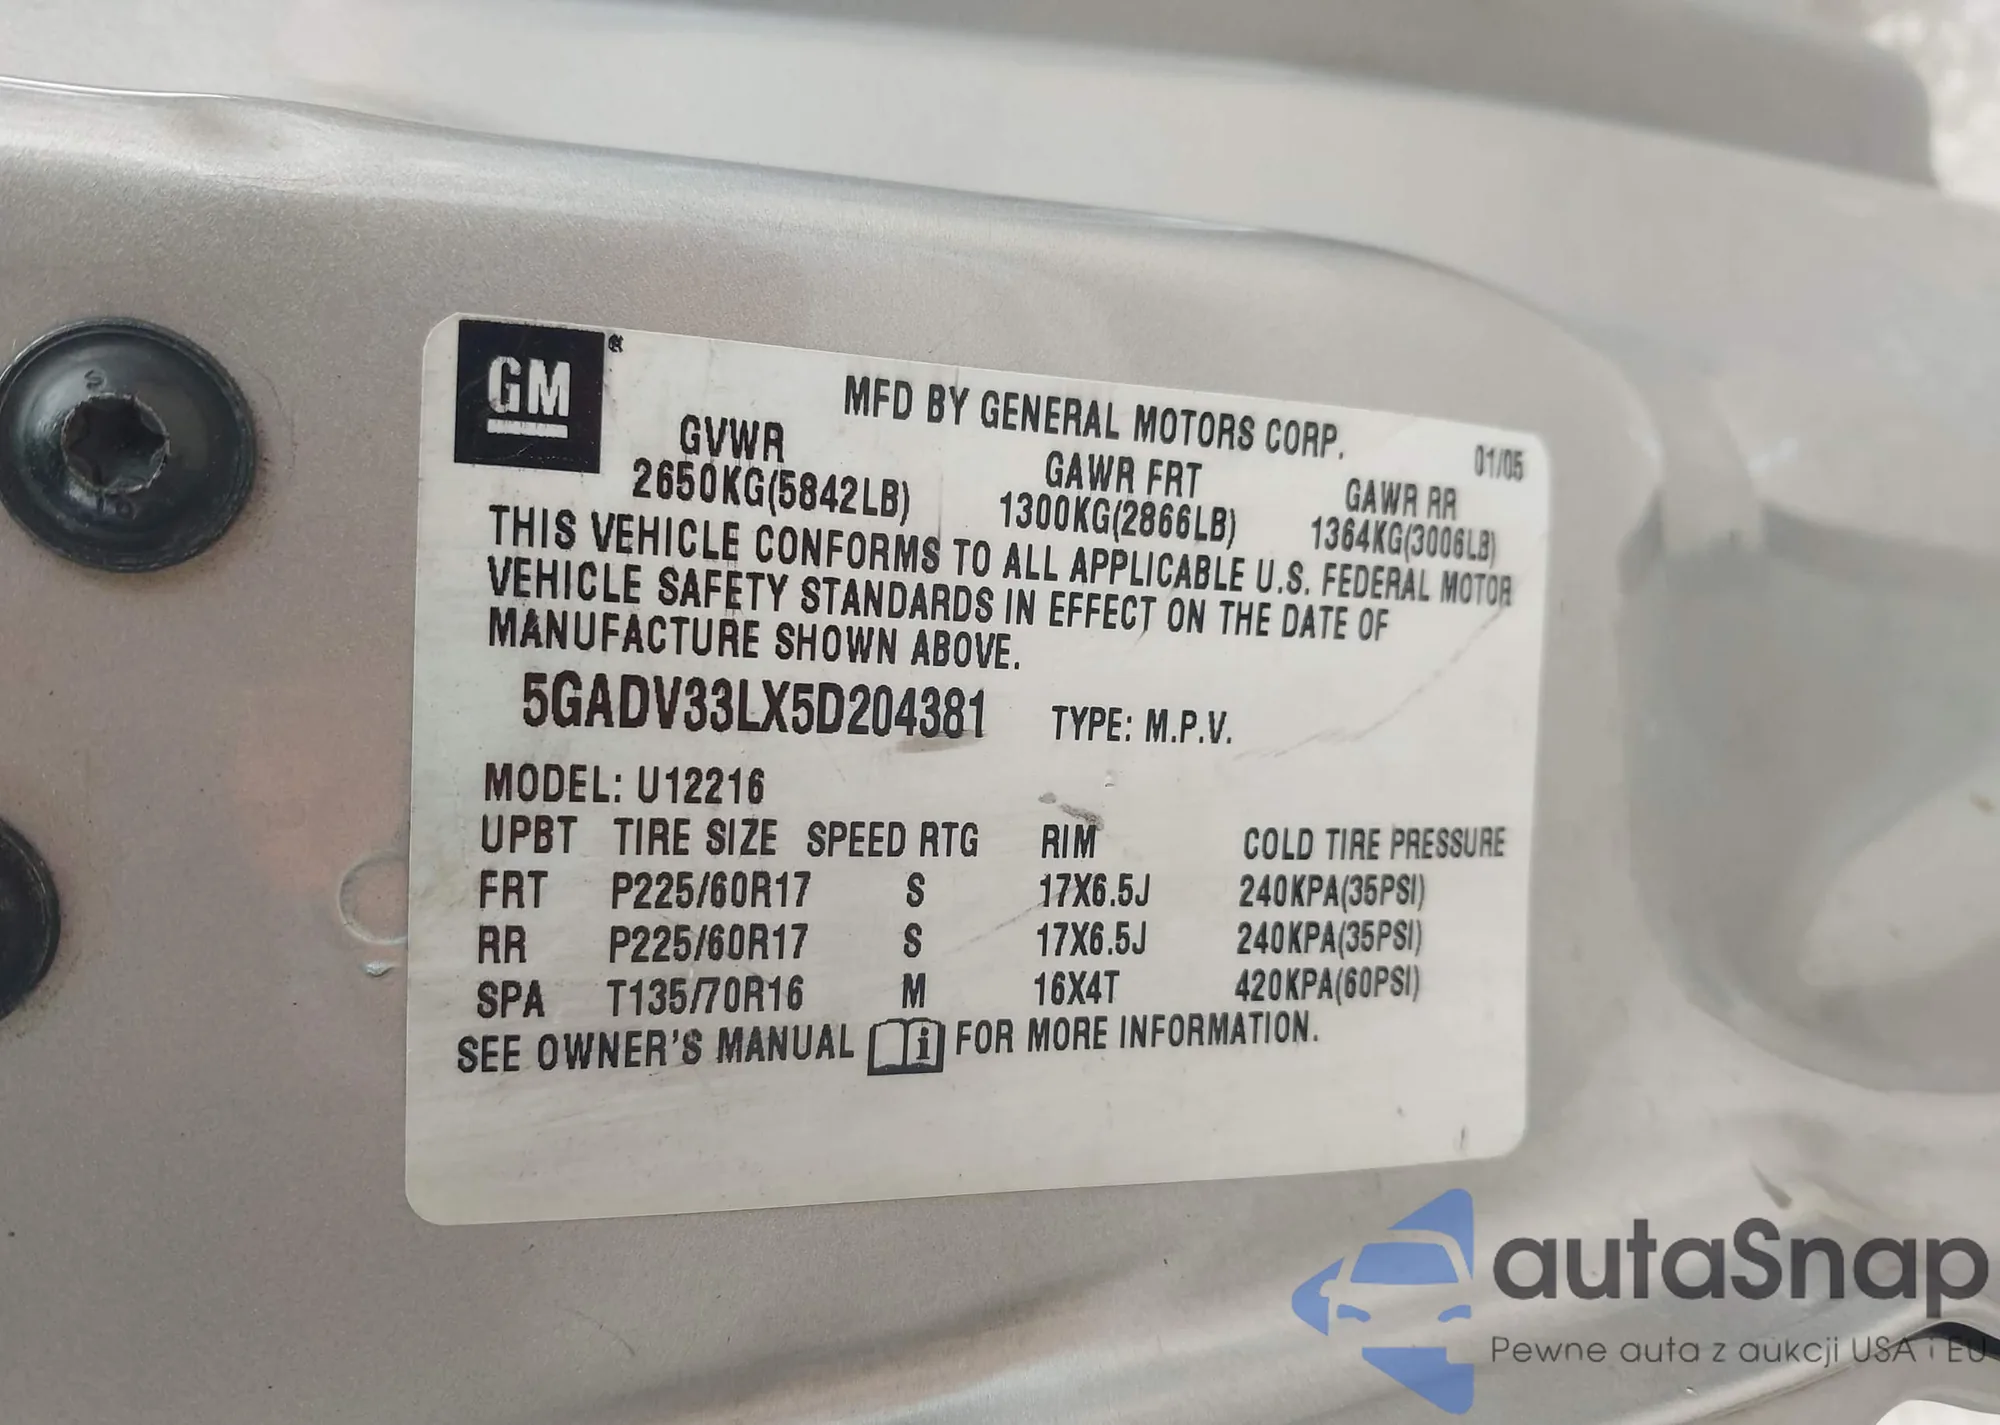 GM
MFD BY GENERAL MOTORS CORP.
01/05
GVWR GAWR FRT GAWR RR
2650KG(5842LB) 1300KG(2866LB) 1364KG(3006LB)
THIS VEHICLE CONFORMS TO ALL APPLICABLE U.S. FEDERAL MOTOR
VEHICLE SAFETY STANDARDS IN EFFECT ON THE DATE OF
MANUFACTURE SHOWN ABOVE.
5GADV33LX5D204381 TYPE: M.P.V.
MODEL: U12216
UPBT TIRE SIZE SPEED RTG RIM COLD TIRE PRESSURE
FRT P225/60R17 S 17X6.5J 240KPA(35PSI)
RR P225/60R17 S 17X6.5J 240KPA(35PSI)
SPA T135/70R16 M 16X4T 420KPA(60PSI)
SEE OWNER'S MANUAL i FOR MORE INFORMATION.
autaSnap
Pewne auta z aukcji USA i EU